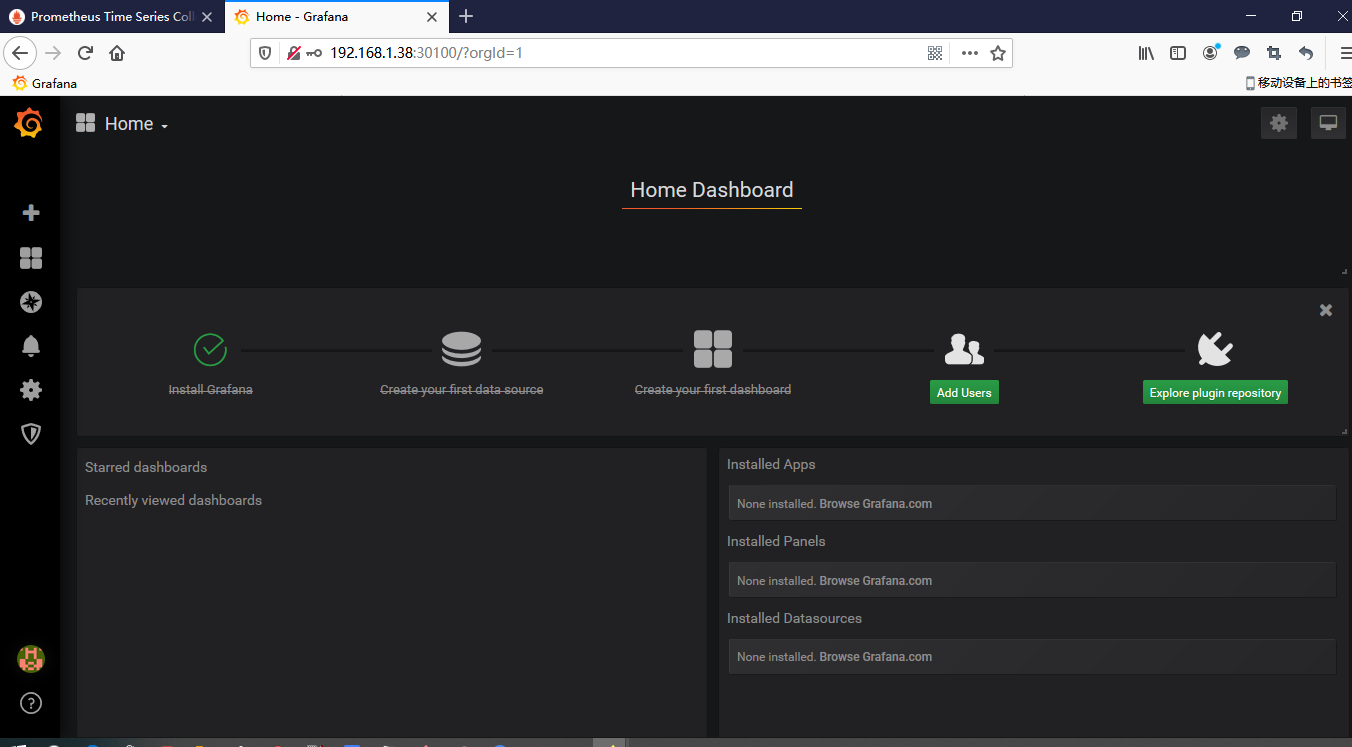 Prometheus Time Series Coll
Home - Grafana
192.168.1.38:30100/?orgId=1
Grafana
移动设备上的书签
Home
Home Dashboard
Install Grafana
Create your first data source
Create your first dashboard
Add Users
Explore plugin repository
Starred dashboards
Recently viewed dashboards
Installed Apps
None installed. Browse Grafana.com
Installed Panels
None installed. Browse Grafana.com
Installed Datasources
None installed. Browse Grafana.com